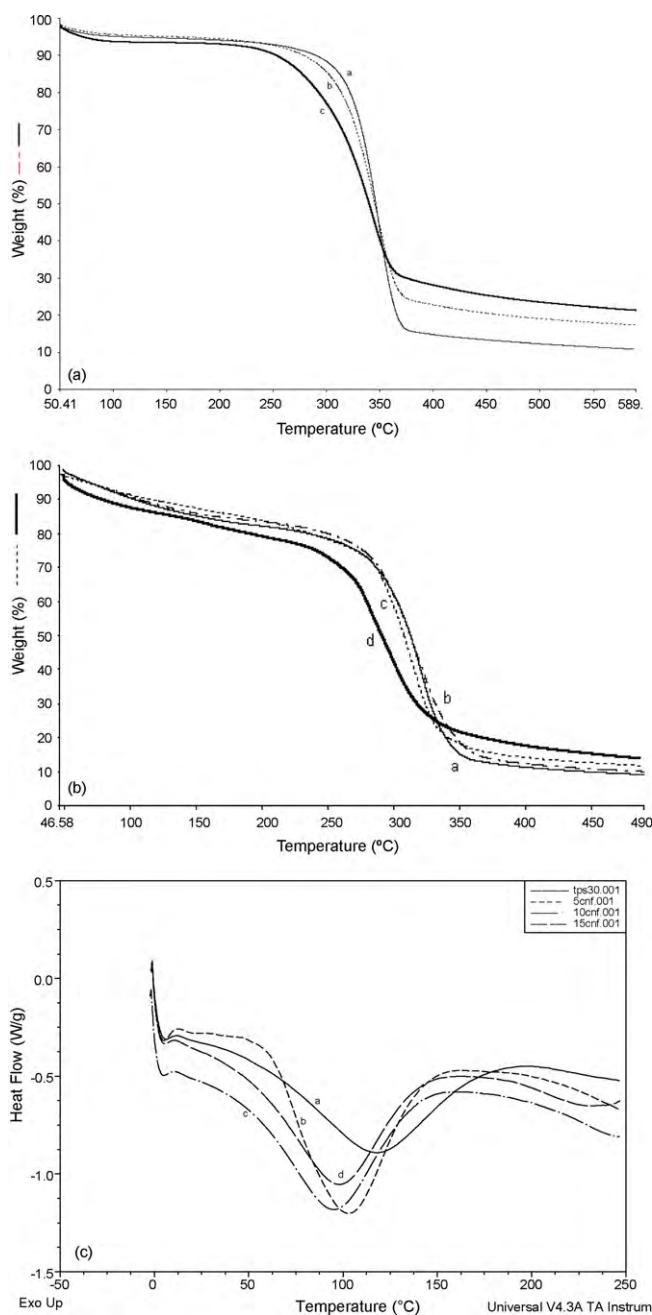 100
90
80
70
60
50
40
30
20
10
0
Weight (%)
a
b
c
(a)
50.41 100 150 200 250 300 350 400 450 500 550 589.
Temperature (ºC)
100
90
80
70
60
50
40
30
20
10
0
Weight (%)
c
d
b
a
(b)
46.58 100 150 200 250 300 350 400 450 490
Temperature (ºC)
0.5
0.0
-0.5
-1.0
-1.5
Heat Flow (W/g)
tps30.001
5cnf.001
10cnf.001
15cnf.001
a
b
c
d
(c)
-50 0 50 100 150 200 250
Exo Up
Temperature (°C)
Universal V4.3A TA Instrum